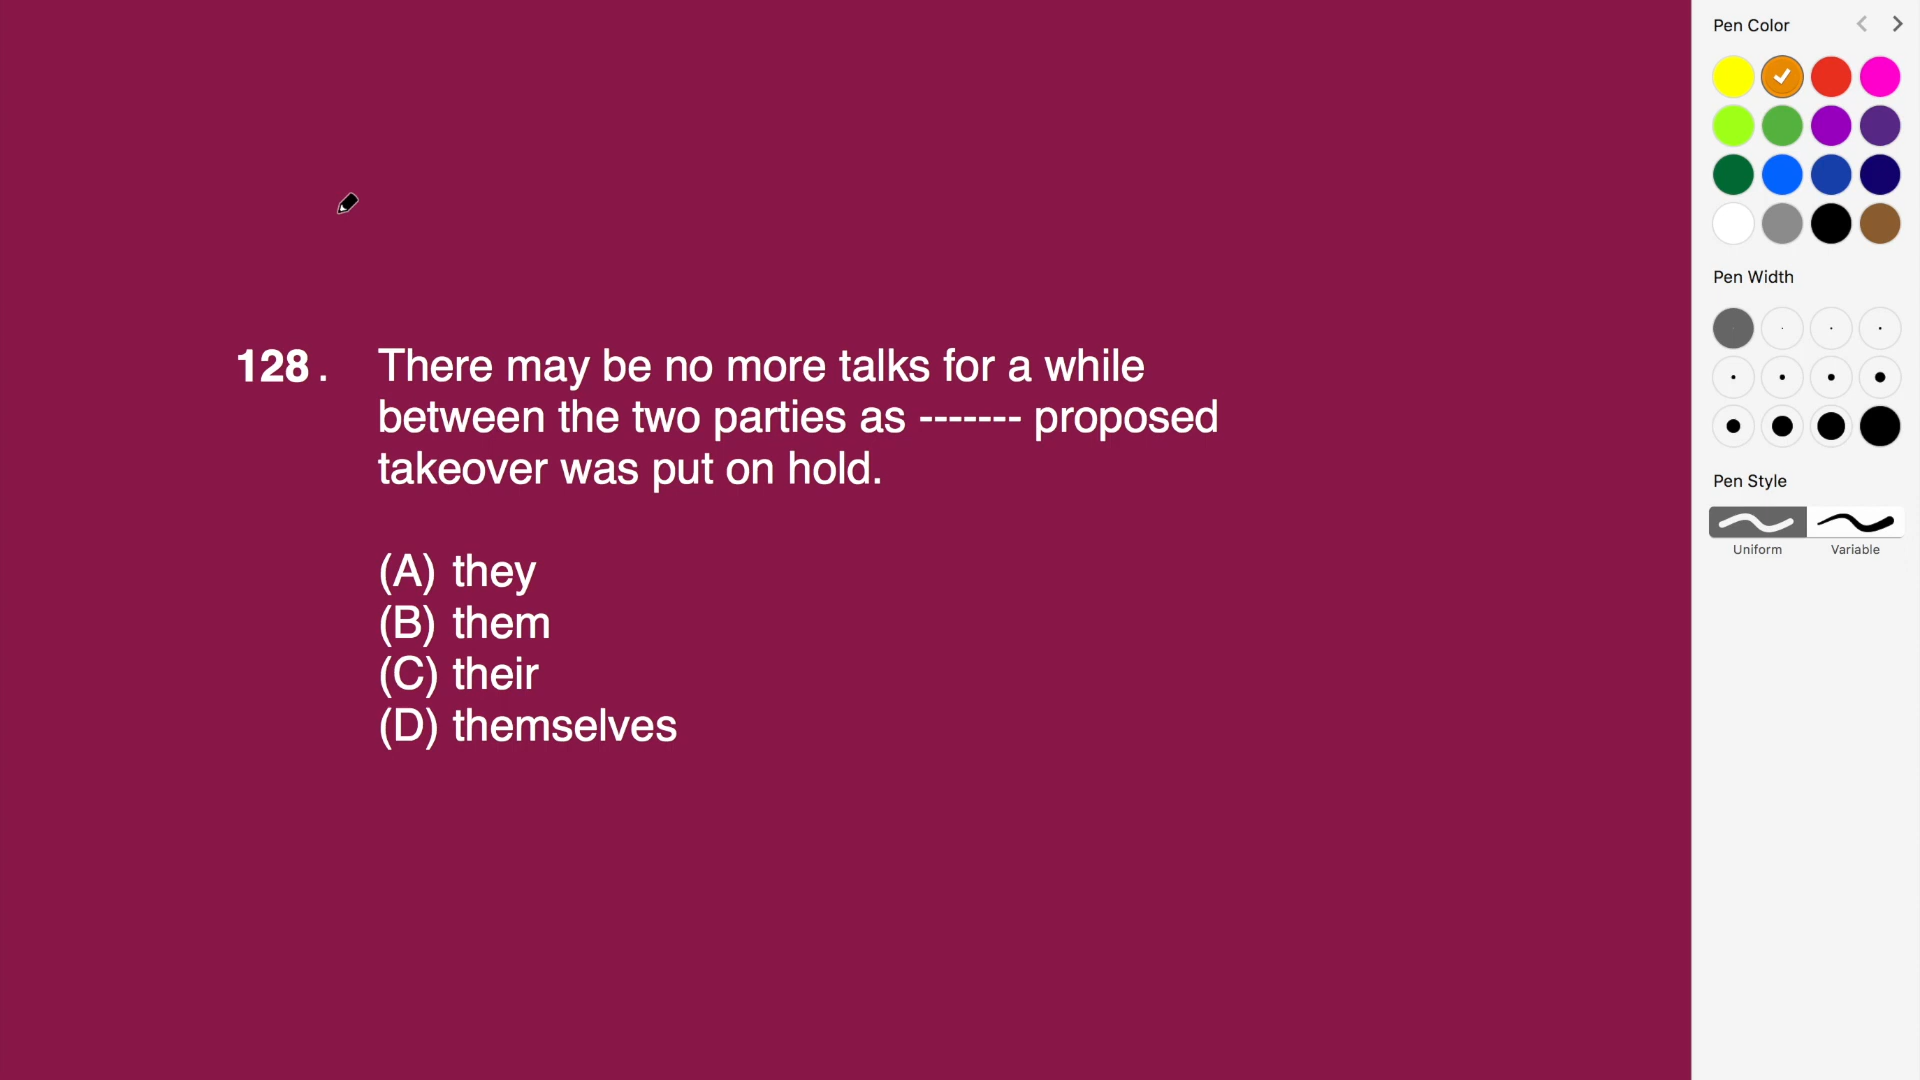 Pen Color
128. There may be no more talks for a while
between the two parties as ------- proposed
takeover was put on hold.
(A) they
(B) them
(C) their
(D) themselves
Pen Width
Pen Style
Uniform Variable